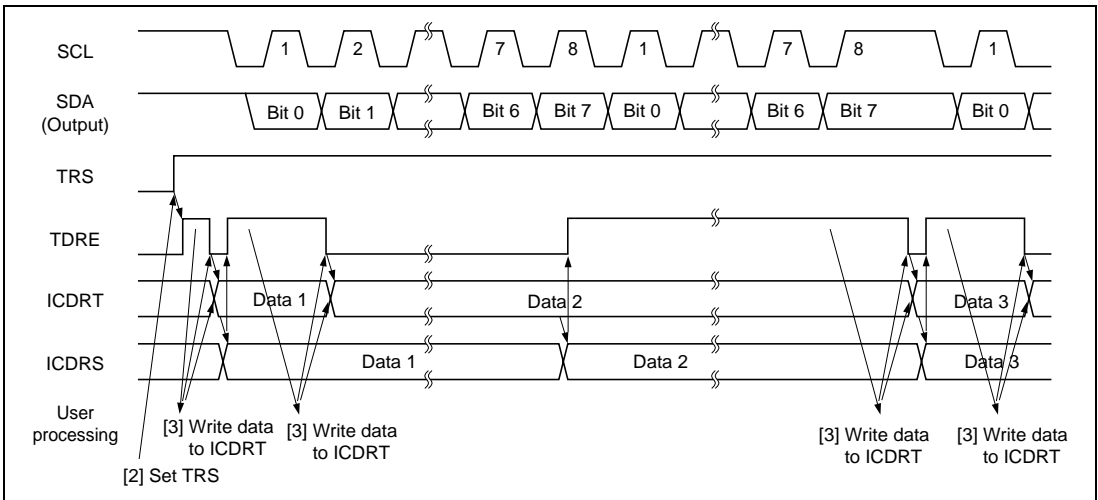 SCL 1 2 7 8 1 7 8 1
SDA
(Output)
Bit 0 Bit 1 Bit 6 Bit 7 Bit 0 Bit 6 Bit 7 Bit 0
TRS
TDRE
ICDRT Data 1 Data 2 Data 3
ICDRS Data 1 Data 2 Data 3
User
processing
[3] Write data
to ICDRT
[3] Write data
to ICDRT
[3] Write data
to ICDRT
[3] Write data
to ICDRT
[2] Set TRS